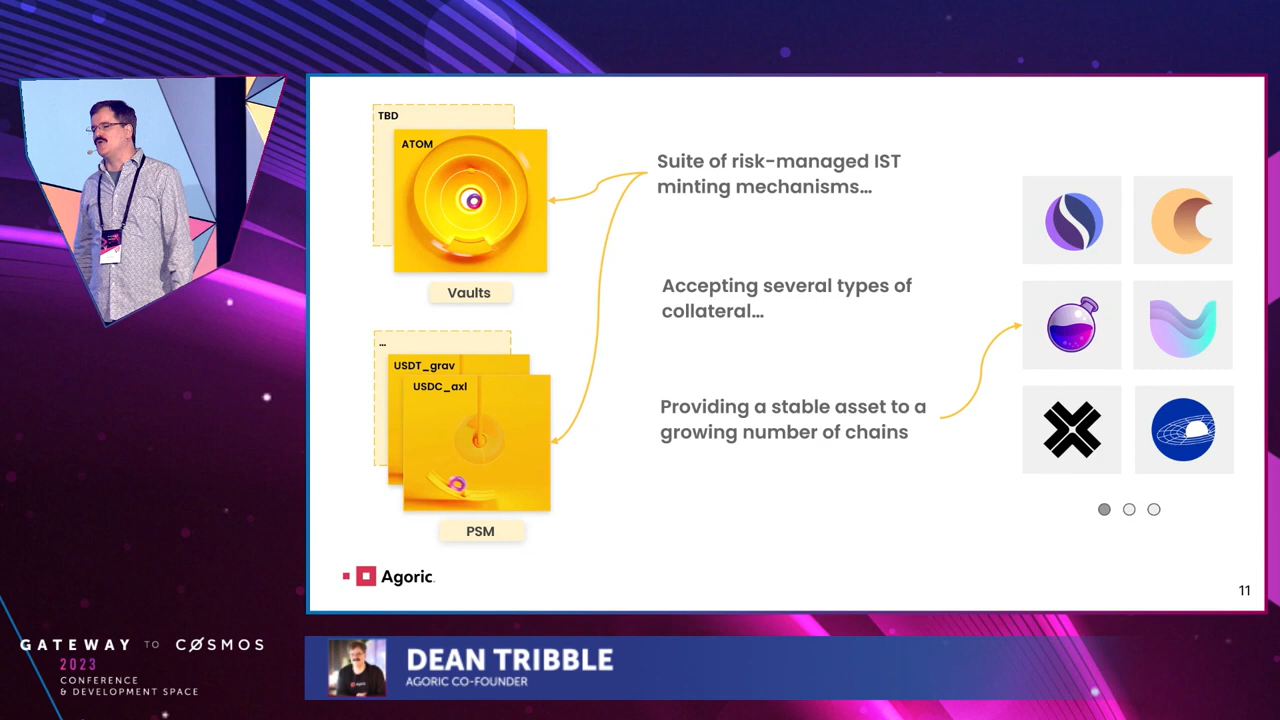 TBD
ATOM
Vaults
...
USDT_grav
USDC_axl
PSM
Suite of risk-managed IST
minting mechanisms...
Accepting several types of
collateral...
Providing a stable asset to a
growing number of chains
Agoric
11
GATEWAY TO COSMOS
2023
CONFERENCE
& DEVELOPMENT SPACE
DEAN TRIBBLE
AGORIC CO-FOUNDER